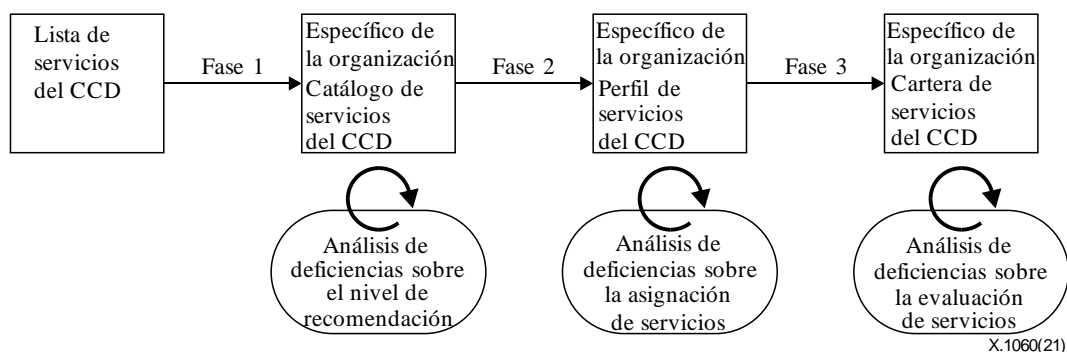 Lista de
servicios
del CCD
Fase 1
Específico de
la organización
Catálogo de
servicios
del CCD
Fase 2
Específico de
la organización
Perfil de
servicios
del CCD
Fase 3
Específico de
la organización
Cartera de
servicios
del CCD
Análisis de
deficiencias sobre
el nivel de
recomendación
Análisis de
deficiencias sobre
la asignación
de servicios
Análisis de
deficiencias sobre
la evaluación
de servicios
X.1060(21)